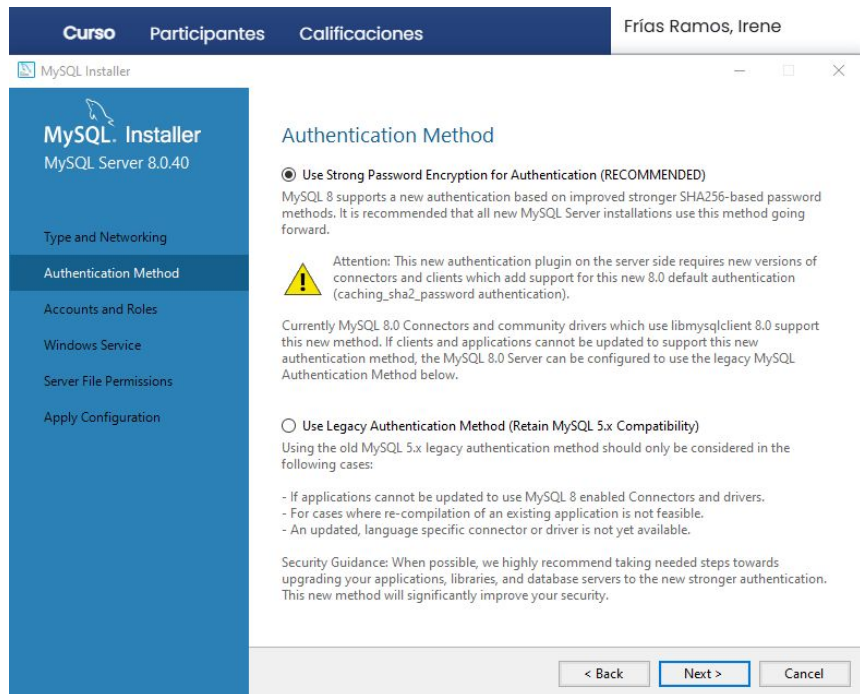 Curso Participantes Calificaciones
Frías Ramos, Irene
MySQL Installer
MySQL. Installer
MySQL Server 8.0.40
Type and Networking
Authentication Method
Accounts and Roles
Windows Service
Server File Permissions
Apply Configuration
Authentication Method
Use Strong Password Encryption for Authentication (RECOMMENDED)
MySQL 8 supports a new authentication based on improved stronger SHA256-based password
methods. It is recommended that all new MySQL Server installations use this method going
forward.
Attention: This new authentication plugin on the server side requires new versions of
connectors and clients which add support for this new 8.0 default authentication
(caching_sha2_password authentication).
Currently MySQL 8.0 Connectors and community drivers which use libmysqlclient 8.0 support
this new method. If clients and applications cannot be updated to support this new
authentication method, the MySQL 8.0 Server can be configured to use the legacy MySQL
Authentication Method below.
Use Legacy Authentication Method (Retain MySQL 5.x Compatibility)
Using the old MySQL 5.x legacy authentication method should only be considered in the
following cases:
- If applications cannot be updated to use MySQL 8 enabled Connectors and drivers.
- For cases where re-compilation of an existing application is not feasible.
- An updated, language specific connector or driver is not yet available.
Security Guidance: When possible, we highly recommend taking needed steps towards
upgrading your applications, libraries, and database servers to the new stronger authentication.
This new method will significantly improve your security.
< Back Next > Cancel